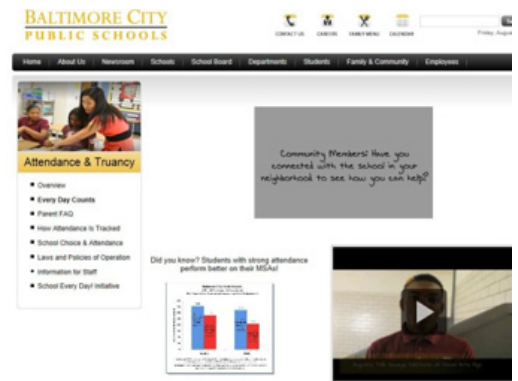 BALTIMORE CITY
PUBLIC SCHOOLS
CONTACT US CAREERS FAMILY MENU CALENDAR
Friday, August
Home About Us Newsroom Schools School Board Departments Students Family & Community Employees
Attendance & Truancy
Overview
Every Day Counts
Parent FAQ
How Attendance Is Tracked
School Choice & Attendance
Laws and Policies of Operation
Information for Staff
School Every Day! Initiative
Community Members: Have you
connected with the school in your
neighborhood to see how you can help?
Did you know? Students with strong attendance
perform better on their MSAs!